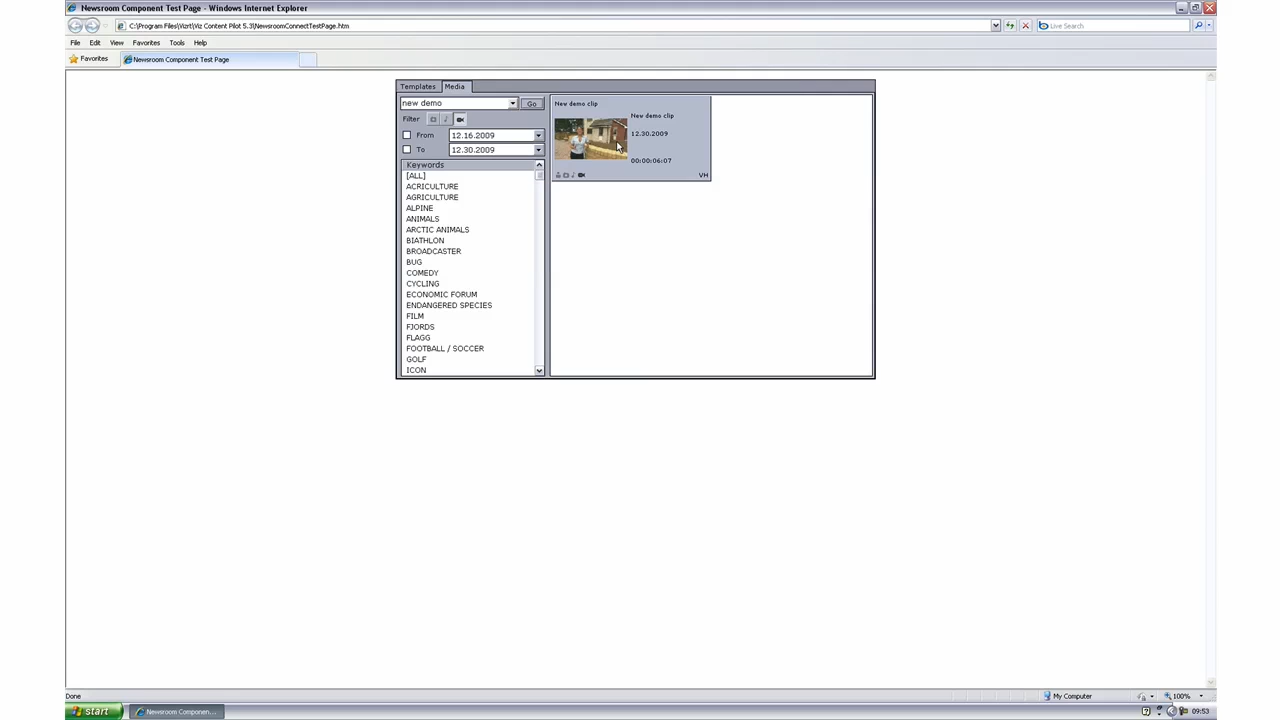 Newsroom Component Test Page - Windows Internet Explorer
C:\Program Files\Vizrt\Viz Content Pilot 5.3\NewsroomConnectTestPage.htm
Live Search
File Edit View Favorites Tools Help
Favorites Newsroom Component Test Page
Templates Media
new demo Go
Filter
From 12.16.2009
To 12.30.2009
Keywords
[ALL]
ACRICULTURE
AGRICULTURE
ALPINE
ANIMALS
ARCTIC ANIMALS
BIATHLON
BROADCASTER
BUG
COMEDY
CYCLING
ECONOMIC FORUM
ENDANGERED SPECIES
FILM
FJORDS
FLAGG
FOOTBALL / SOCCER
GOLF
ICON
New demo clip
New demo clip
12.30.2009
00:00:06:07
VH
Done My Computer 100%
start Newsroom Componen... 09:53